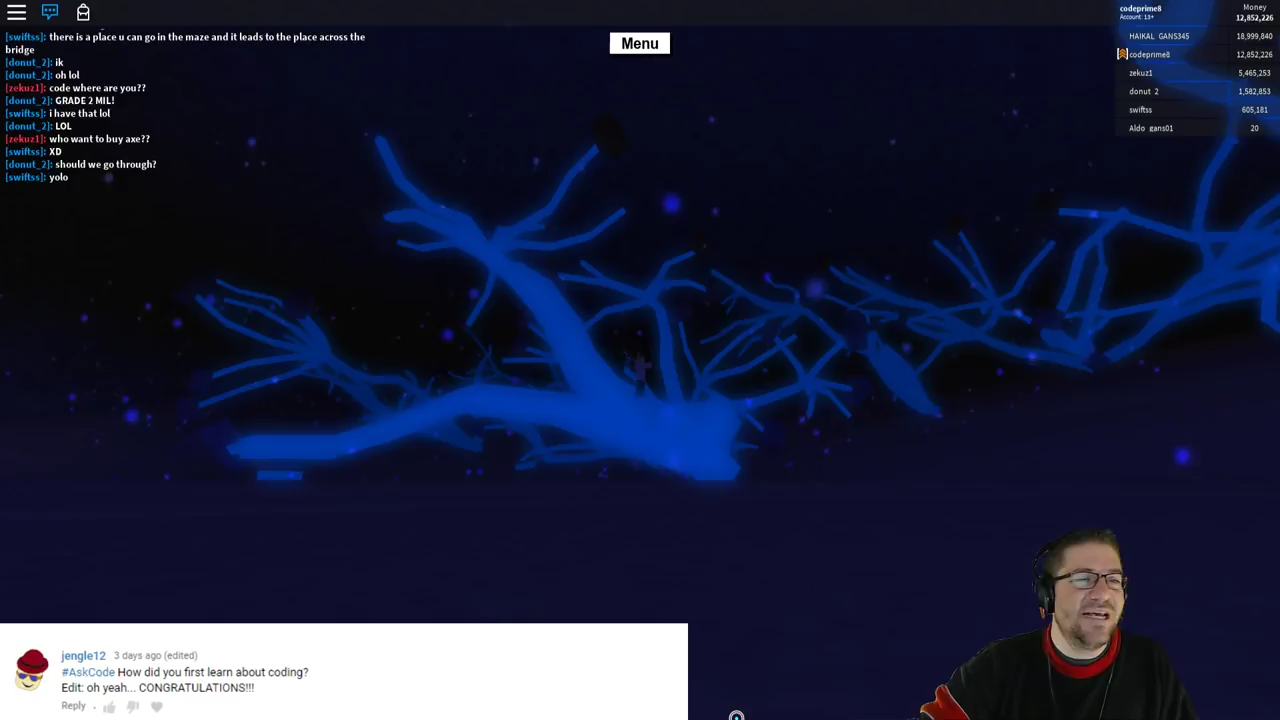 [swiftss]: there is a place u can go in the maze and it leads to the place across the
bridge
[donut_2]: ik
[donut_2]: oh lol
[zekuz1]: code where are you??
[donut_2]: GRADE 2 MIL!
[swiftss]: i have that lol
[donut_2]: LOL
[zekuz1]: who want to buy axe??
[swiftss]: XD
[donut_2]: should we go through?
[swiftss]: yolo
Menu
codeprime8 Money
Account: 13+ 12,852,226
HAIKAL_GANS345 18,999,840
codeprime8 12,852,226
zekuz1 5,465,253
donut_2 1,582,853
swiftss 605,181
Aldo_gans01 20
jengle12 3 days ago (edited)
#AskCode How did you first learn about coding?
Edit: oh yeah... CONGRATULATIONS!!!
Reply